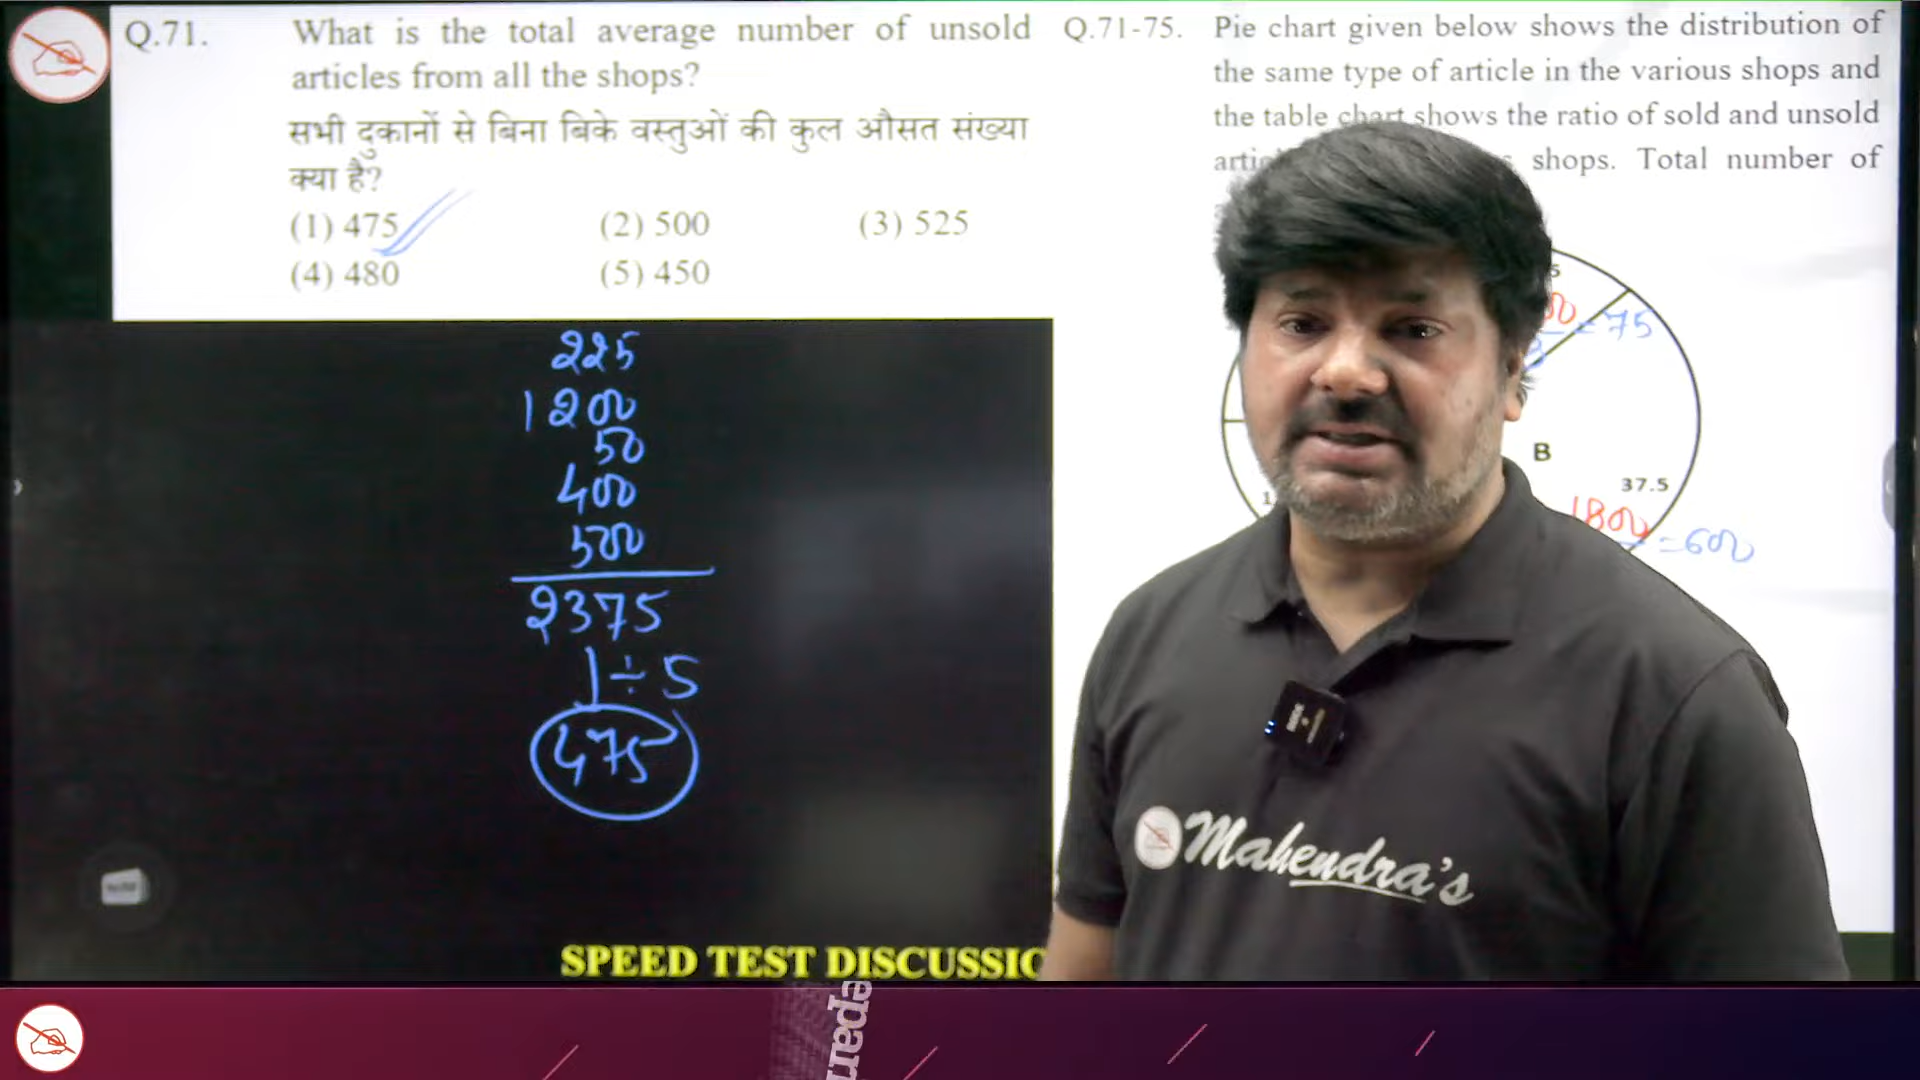 Q.71. What is the total average number of unsold
articles from all the shops?
सभी दुकानों से बिना बिके वस्तुओं की कुल औसत संख्या
क्या है?
(1) 475 (2) 500 (3) 525
(4) 480 (5) 450
225
1200
50
400
500
2375
÷5
475
SPEED TEST DISCUSSIO
Q.71-75. Pie chart given below shows the distribution of
the same type of article in the various shops and
the table chart shows the ratio of sold and unsold
shops. Total number of
=75
B
37.5
1800
=600
Mahendra's
epar